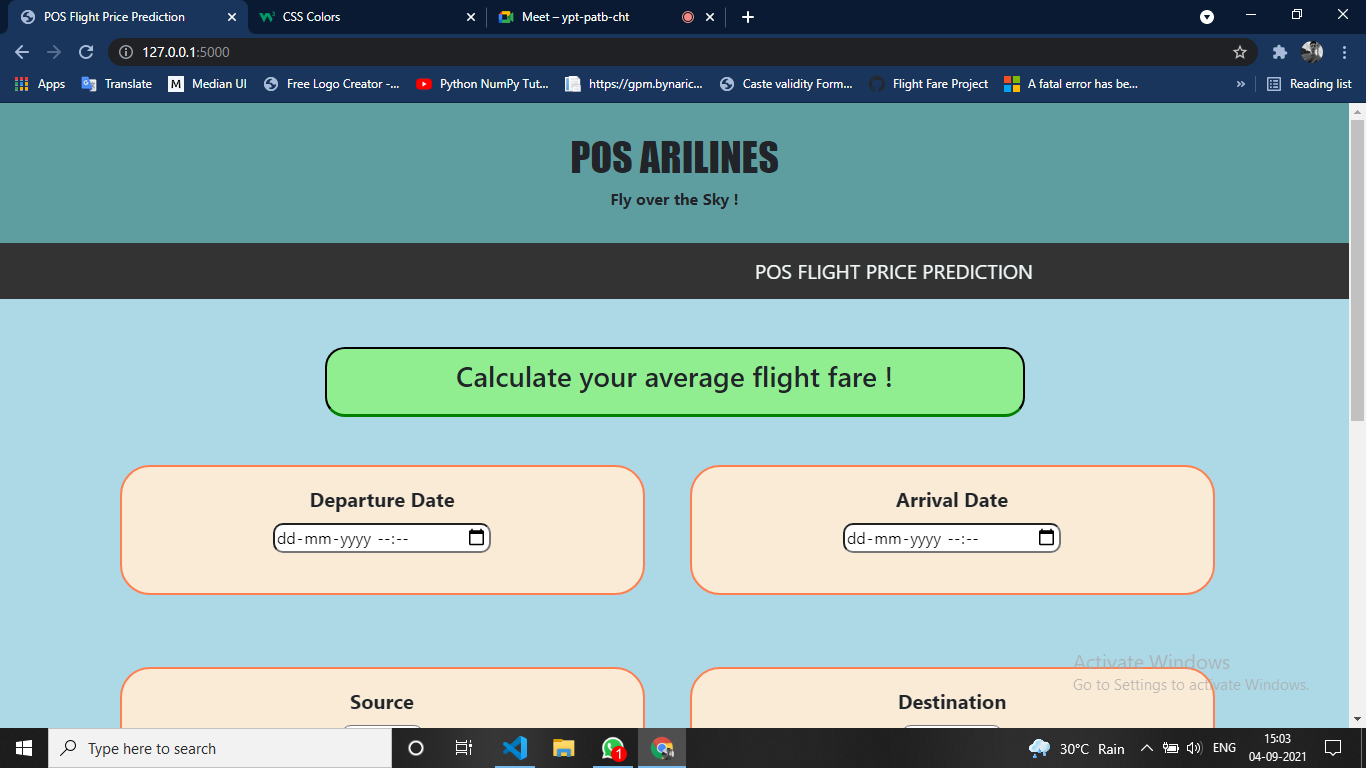 POS Flight Price Prediction
CSS Colors
Meet – ypt-patb-cht
127.0.0.1:5000
Apps
Translate
M Median UI
Free Logo Creator -...
Python NumPy Tut...
https://gpm.bynaric...
Caste validity Form...
Flight Fare Project
A fatal error has be...
»
Reading list
POS ARILINES
Fly over the Sky !
POS FLIGHT PRICE PREDICTION
Calculate your average flight fare !
Departure Date
Arrival Date
dd-mm-yyyy --:--
dd-mm-yyyy --:--
Source
Destination
Activate Windows
Go to Settings to activate Windows.
Type here to search
1
30°C Rain
ENG
15:03
04-09-2021